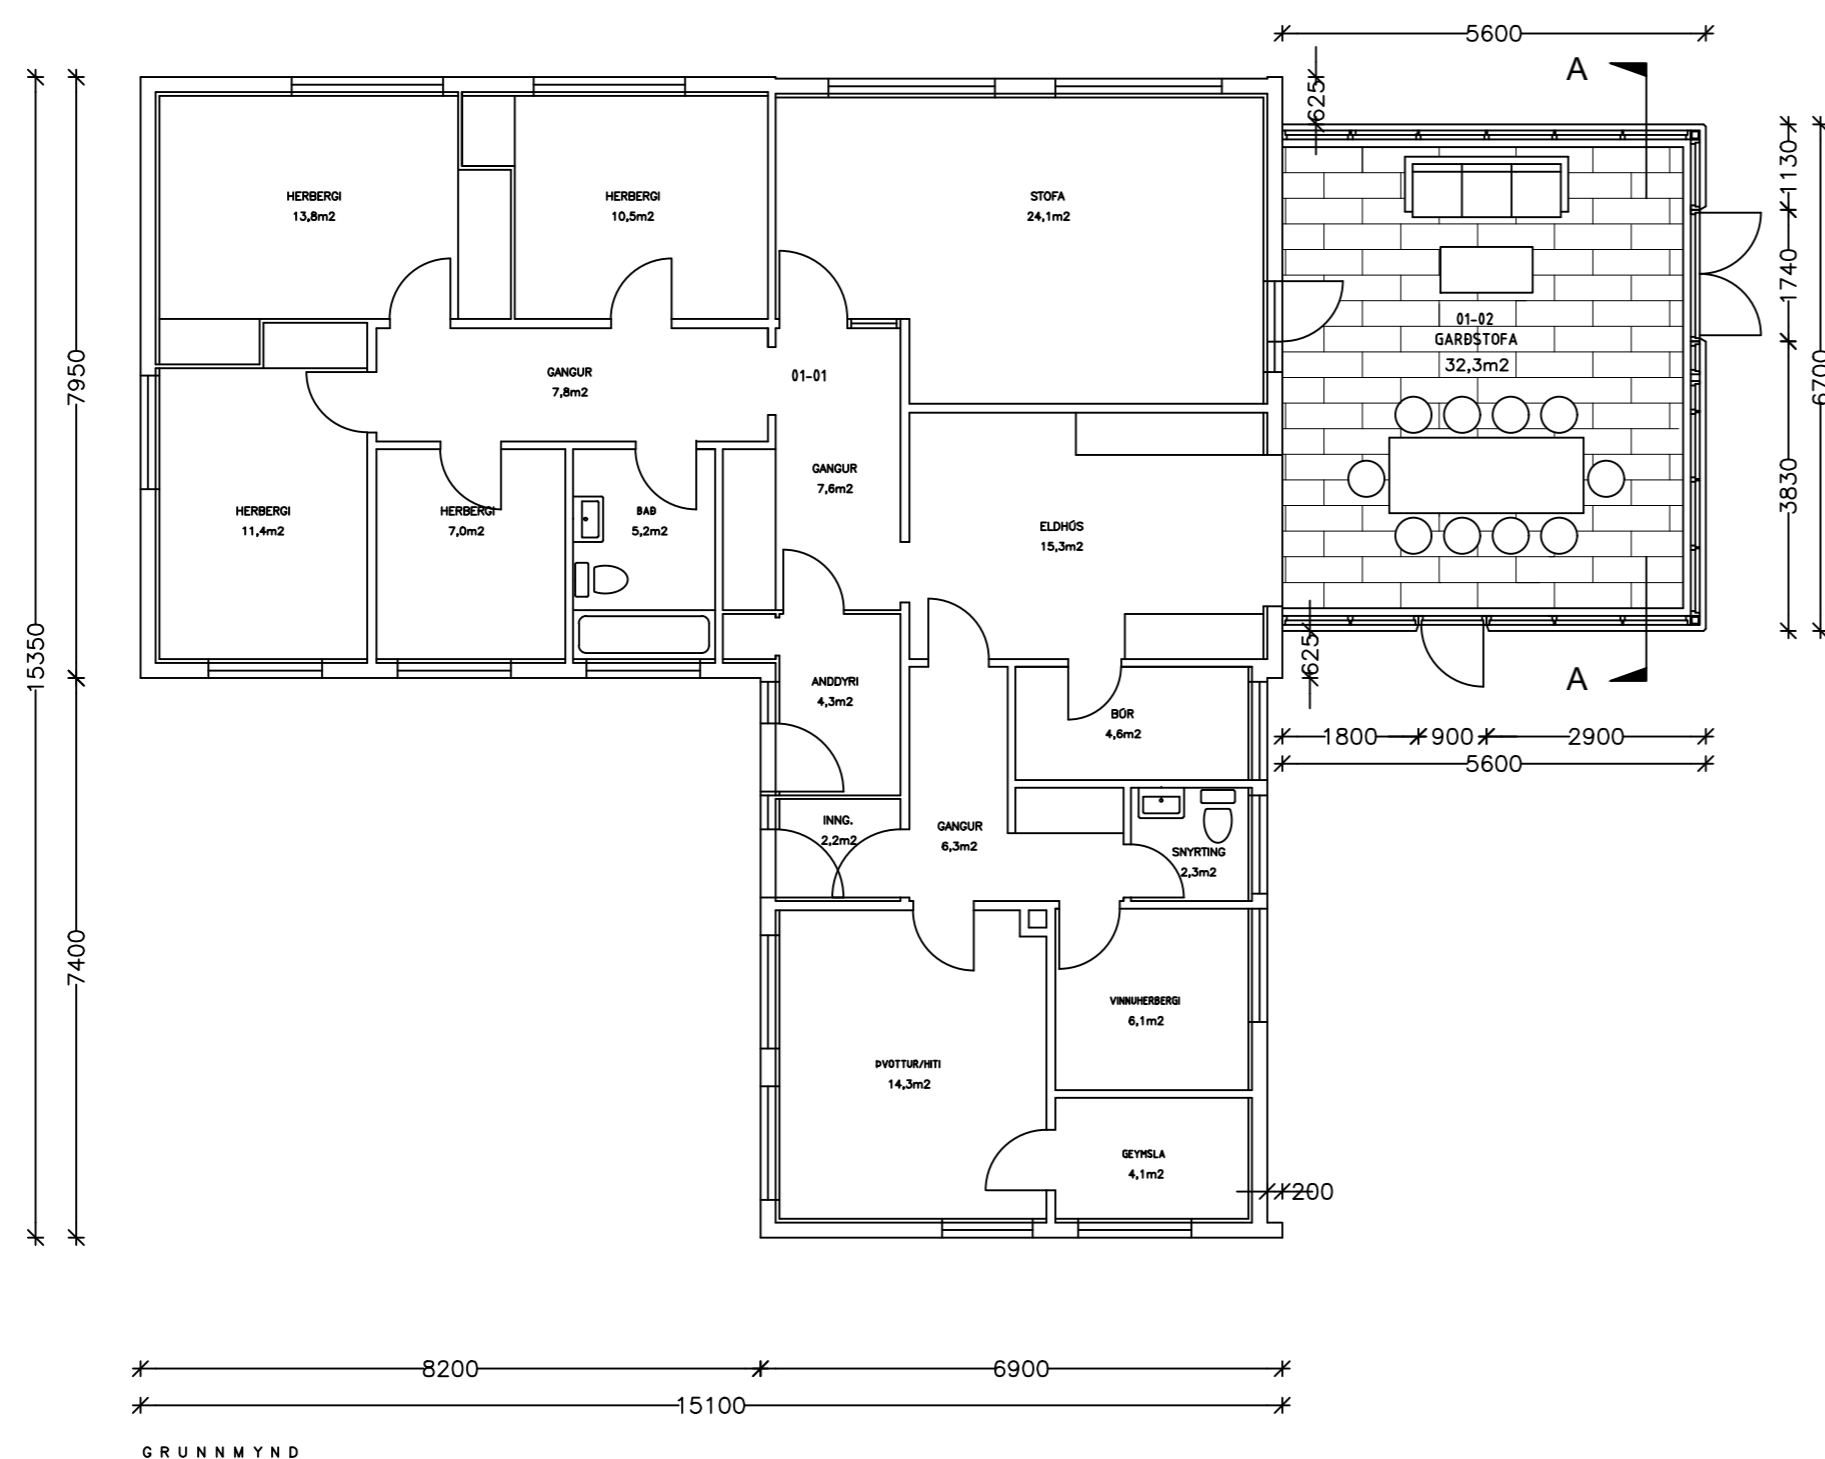 5600
A
625
HERBERGI
13,8m2
HERBERGI
10,5m2
STOFA
24,1m2
1130
1740
01-02
GARÐSTOFA
32,3m2
7950
GANGUR
7,8m2
01-01
6700
GANGUR
7,6m2
3830
HERBERGI
11,4m2
HERBERGI
7,0m2
BAÐ
5,2m2
ELDHÚS
15,3m2
15350
625
A
ANDDYRI
4,3m2
BÚR
4,6m2
1800
900
2900
5600
INNG.
2,2m2
GANGUR
6,3m2
SNYRTING
2,3m2
7400
VINNUHERBERGI
6,1m2
ÞVOTTUR/HITI
14,3m2
GEYMSLA
4,1m2
200
8200
6900
15100
GRUNNMYND